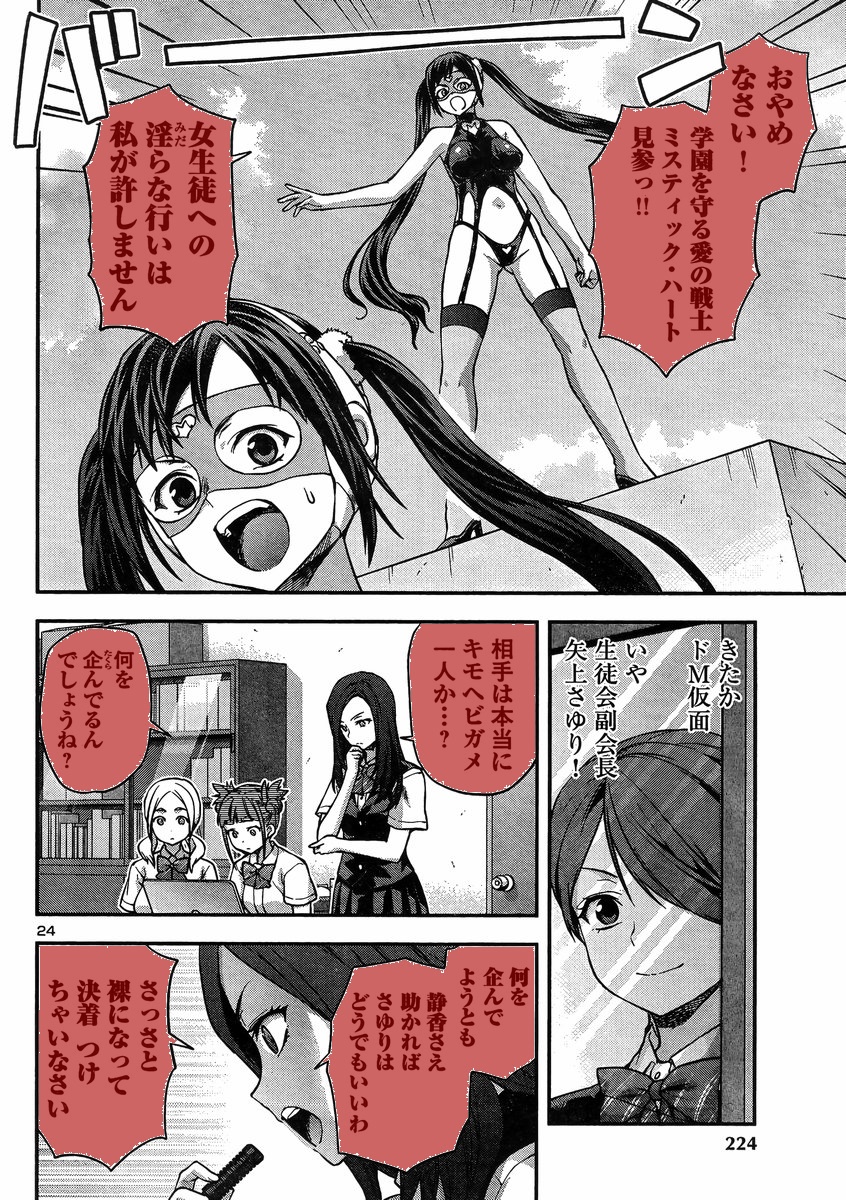 おやめ
なさい!
学園を守る愛の戦士
ミスティック・ハート
見参っ!!
女生徒への
淫らな行いは
みだ
私が許しません
バーン
きたか
ドM仮面
いや
生徒会副会長
矢上さゆり!
相手は本当に
キモヘビガメ
一人か…?
何を
企んでるん
たくら
でしょうね?
24
何を
企んで
ようとも
静香さえ
助かれば
さゆりは
どうでもいいわ
さっさと
裸になって
決着 つけ
ちゃいなさい
224